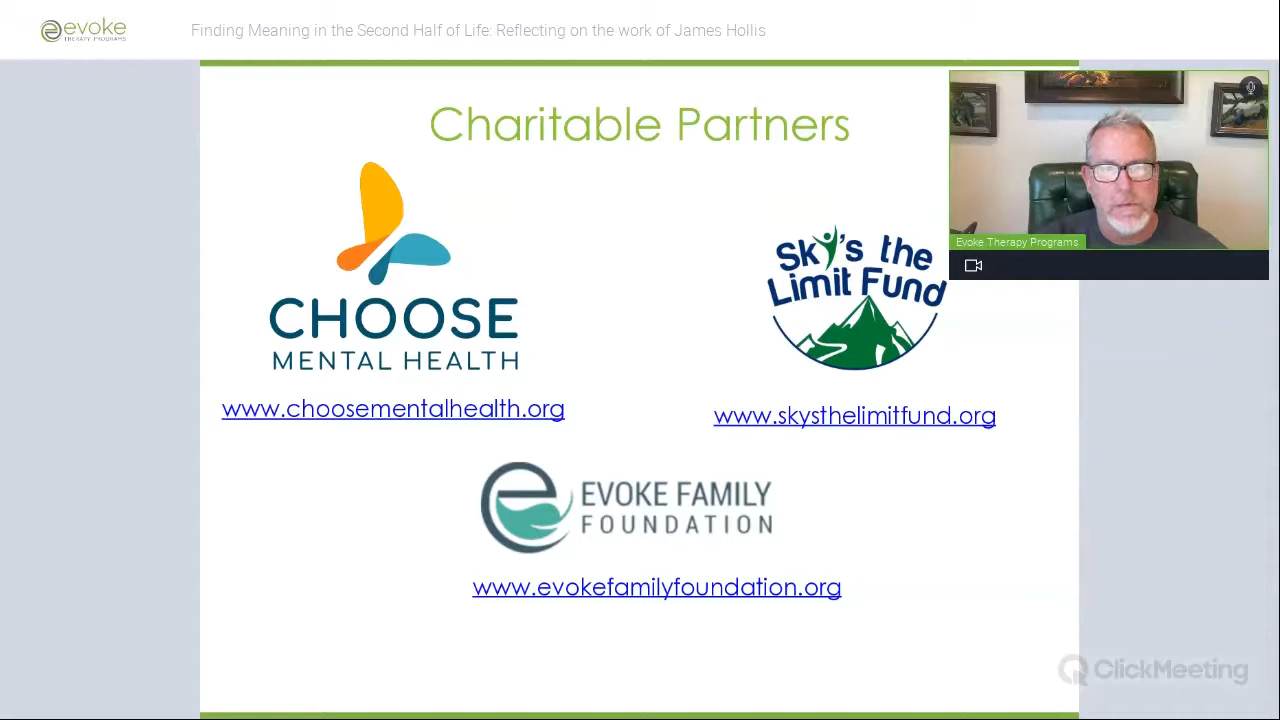 evoke
THERAPY PROGRAMS
Finding Meaning in the Second Half of Life: Reflecting on the work of James Hollis
Charitable Partners
Evoke Therapy Programs
CHOOSE
MENTAL HEALTH
www.choosementalhealth.org
Sky's the
Limit Fund
www.skysthelimitfund.org
EVOKE FAMILY
FOUNDATION
www.evokefamilyfoundation.org
ClickMeeting